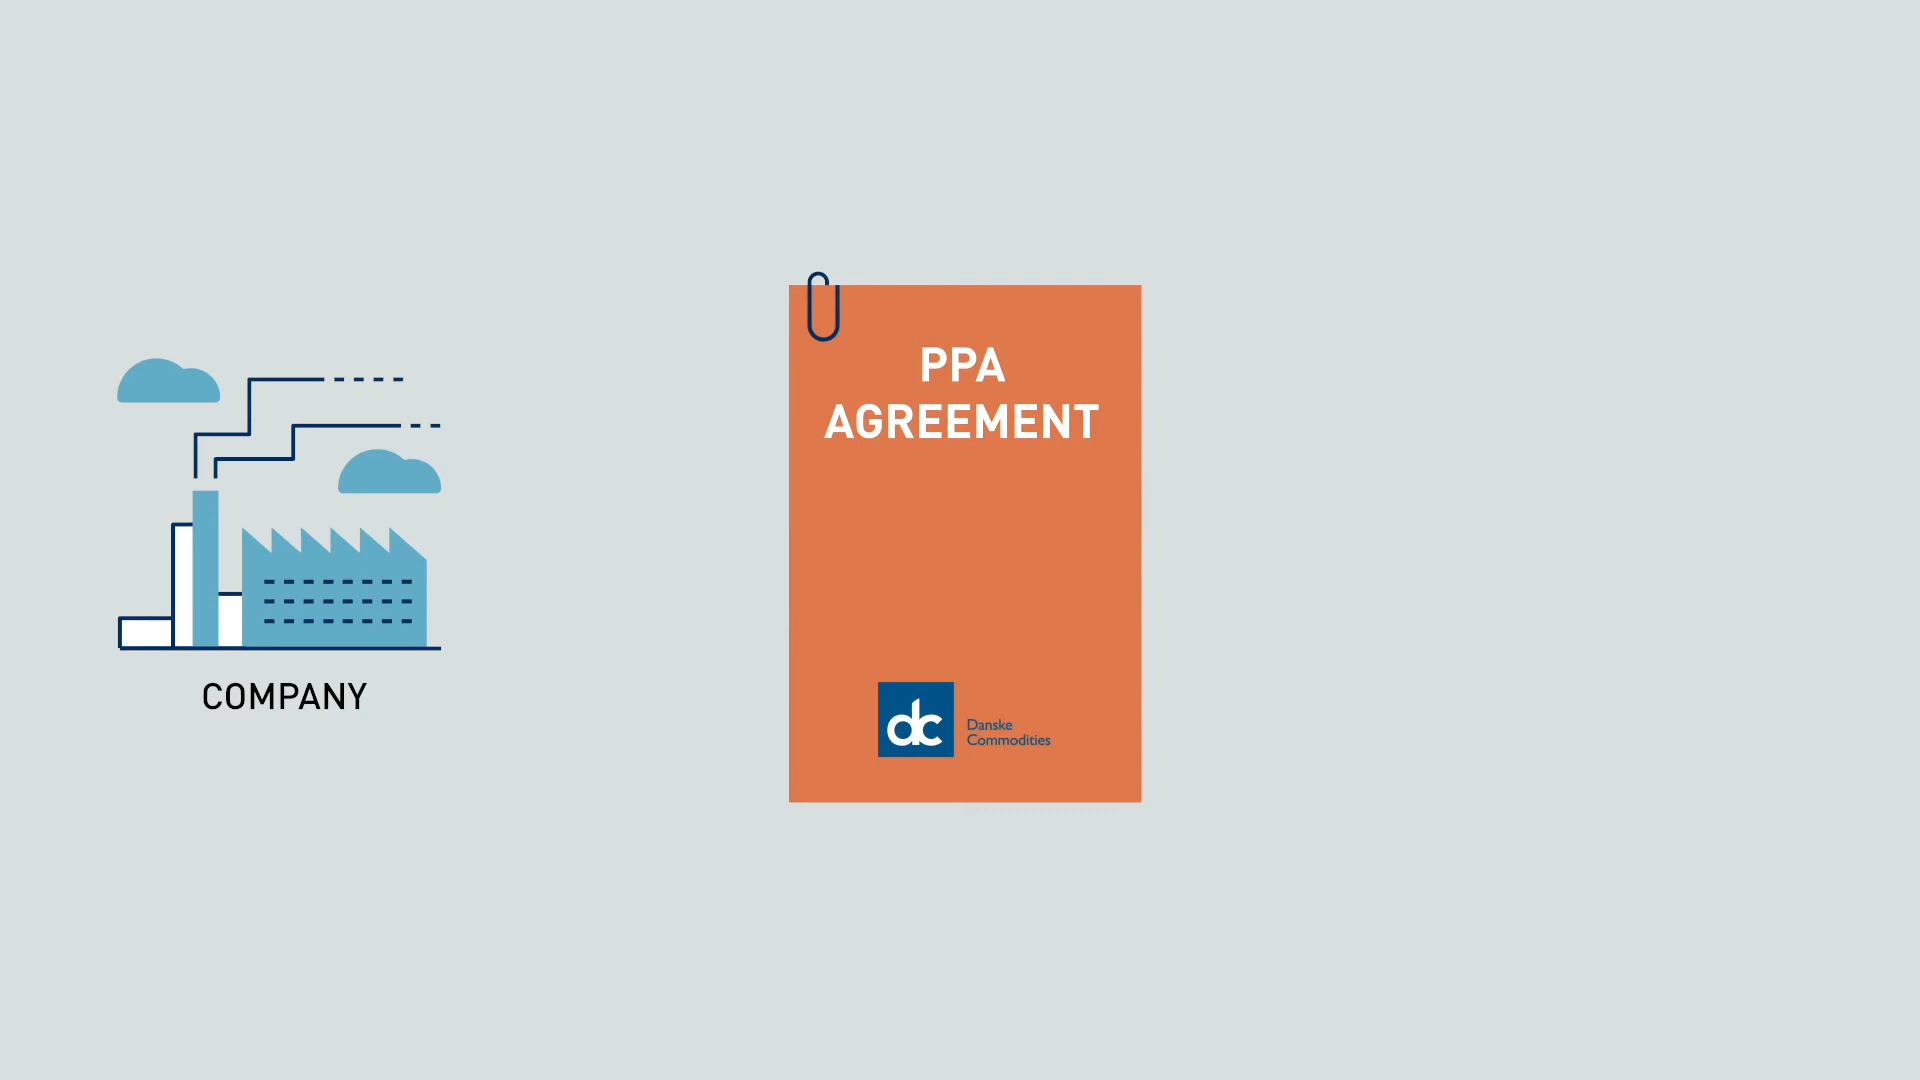 PPA
AGREEMENT
COMPANY
dc
Danske
Commodities